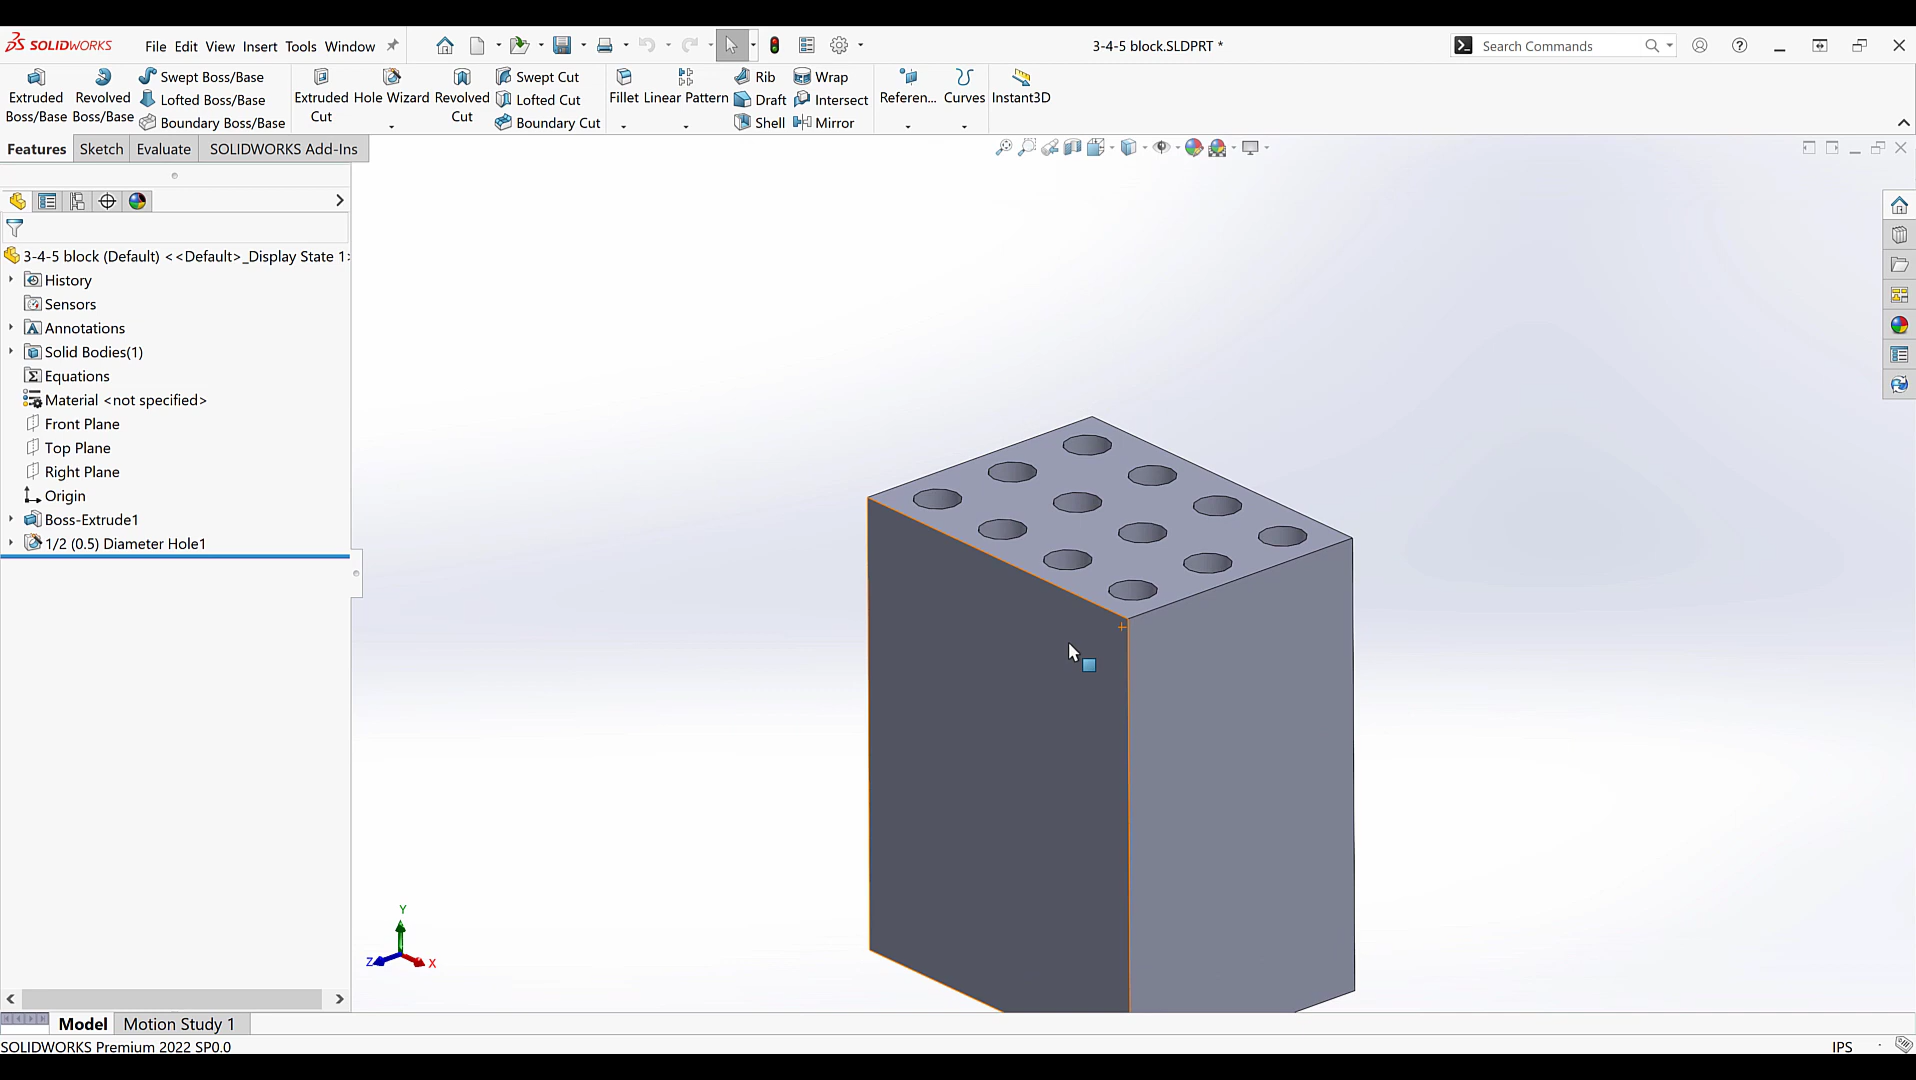 SOLIDWORKS File Edit View Insert Tools Window 3-4-5 block.SLDPRT * Search Commands
Extruded Boss/Base
Revolved Boss/Base
Swept Boss/Base
Lofted Boss/Base
Boundary Boss/Base
Extruded Cut
Hole Wizard
Revolved Cut
Swept Cut
Lofted Cut
Boundary Cut
Fillet
Linear Pattern
Rib
Draft
Shell
Wrap
Intersect
Mirror
Referen...
Curves
Instant3D
Features Sketch Evaluate SOLIDWORKS Add-Ins
3-4-5 block (Default) <<Default>_Display State 1>
History
Sensors
Annotations
Solid Bodies(1)
Equations
Material <not specified>
Front Plane
Top Plane
Right Plane
Origin
Boss-Extrude1
1/2 (0.5) Diameter Hole1
Y
Z
X
Model Motion Study 1
SOLIDWORKS Premium 2022 SP0.0 IPS